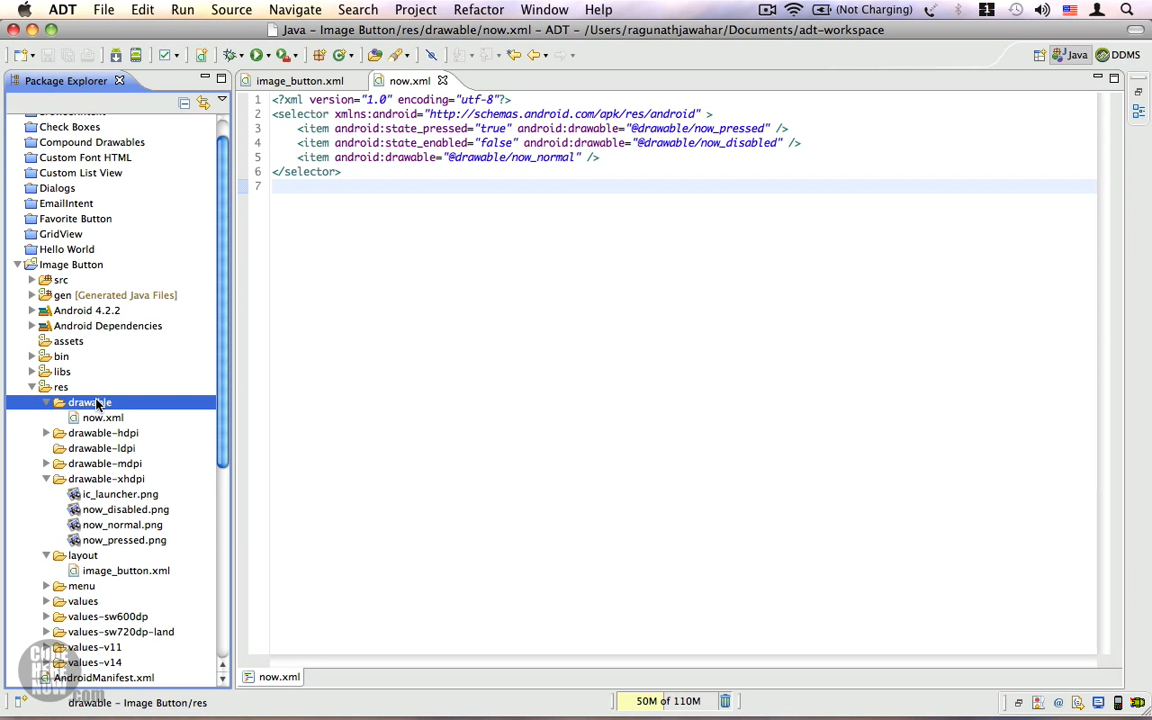 ADT File Edit Run Source Navigate Search Project Refactor Window Help (Not Charging) 1
Java – Image Button/res/drawable/now.xml – ADT – /Users/ragunathjawahar/Documents/adt-workspace
Java DDMS
Package Explorer
image_button.xml now.xml
Check Boxes
Compound Drawables
Custom Font HTML
Custom List View
Dialogs
EmailIntent
Favorite Button
GridView
Hello World
Image Button
src
gen [Generated Java Files]
Android 4.2.2
Android Dependencies
assets
bin
libs
res
drawable
now.xml
drawable-hdpi
drawable-ldpi
drawable-mdpi
drawable-xhdpi
ic_launcher.png
now_disabled.png
now_normal.png
now_pressed.png
layout
image_button.xml
menu
values
values-sw600dp
values-sw720dp-land
values-v11
values-v14
AndroidManifest.xml
1 <?xml version="1.0" encoding="utf-8"?>
2 <selector xmlns:android="http://schemas.android.com/apk/res/android" >
3 <item android:state_pressed="true" android:drawable="@drawable/now_pressed" />
4 <item android:state_enabled="false" android:drawable="@drawable/now_disabled" />
5 <item android:drawable="@drawable/now_normal" />
6 </selector>
7
now.xml
drawable – Image Button/res
50M of 110M
CODE
HERE
NOW
.com